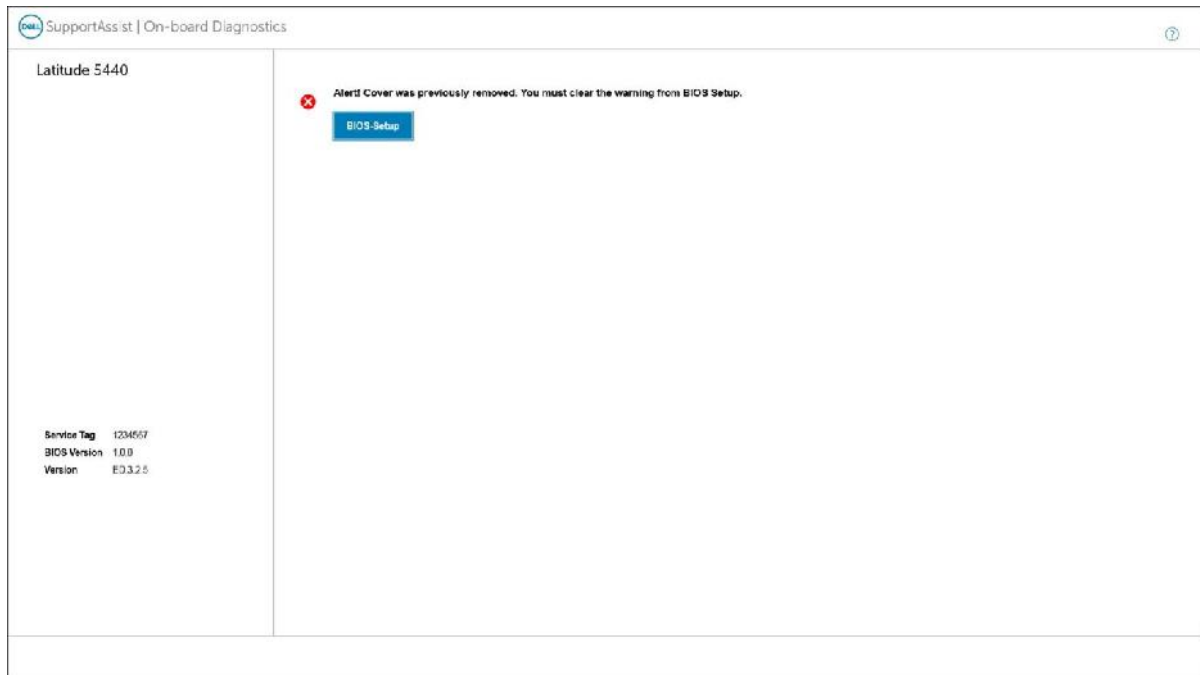 DELL SupportAssist | On-board Diagnostics
?
Latitude 5440
Alert! Cover was previously removed. You must clear the warning from BIOS Setup.
BIOS-Setup
Service Tag 1234567
BIOS Version 1.0.0
Version ED.3.2.5